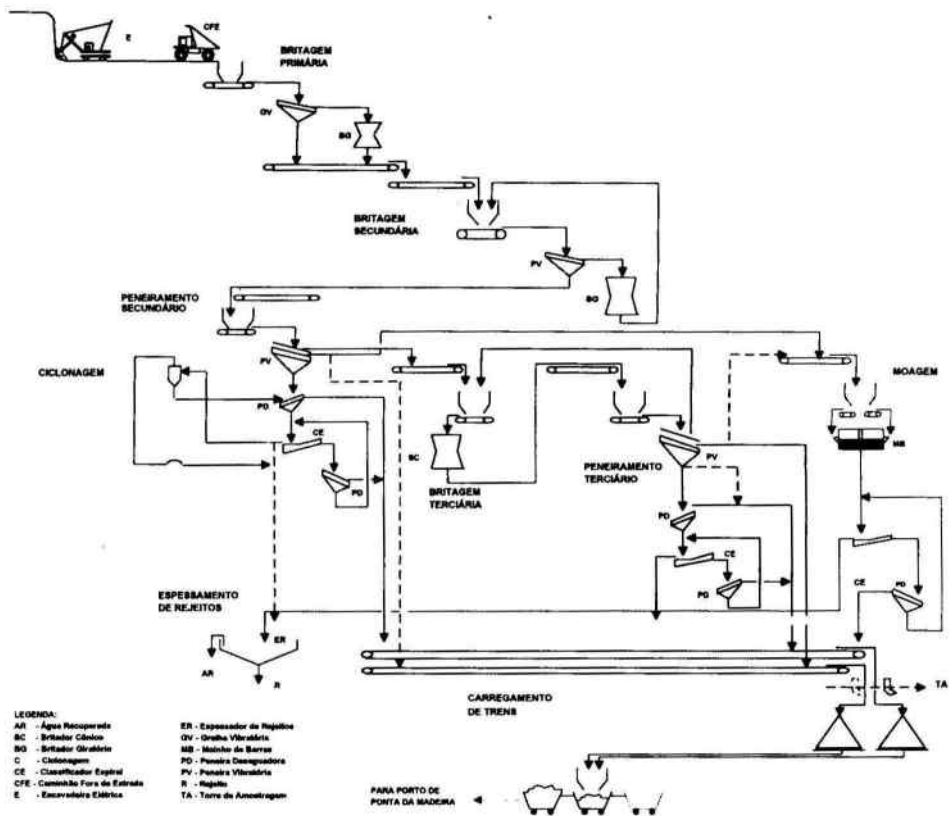 E
CFE
BRITAGEM
PRIMÁRIA
GV
BG
BRITAGEM
SECUNDÁRIA
PV
BG
PENEIRAMENTO
SECUNDÁRIO
PV
CICLONAGEM
MOAGEM
PD
CE
PD
BC
BRITAGEM
TERCIÁRIA
PV
PENEIRAMENTO
TERCIÁRIO
MB
PD
CE
PD
CE
PD
ESPESSAMENTO
DE REJEITOS
ER
AR
R
CARREGAMENTO
DE TRENS
TA
LEGENDA:
AR - Água Recuperada
BC - Britador Cônico
BG - Britador Giratório
C - Ciclonagem
CE - Classificador Espiral
CFE - Caminhão Fora de Estrada
E - Escavadeira Elétrica
ER - Espessador de Rejeitos
GV - Grelha Vibratória
MB - Moinho de Barras
PD - Peneira Desaguadora
PV - Peneira Vibratória
R - Rejeito
TA - Torre de Amostragem
PARA PORTO DE
PONTA DA MADEIRA